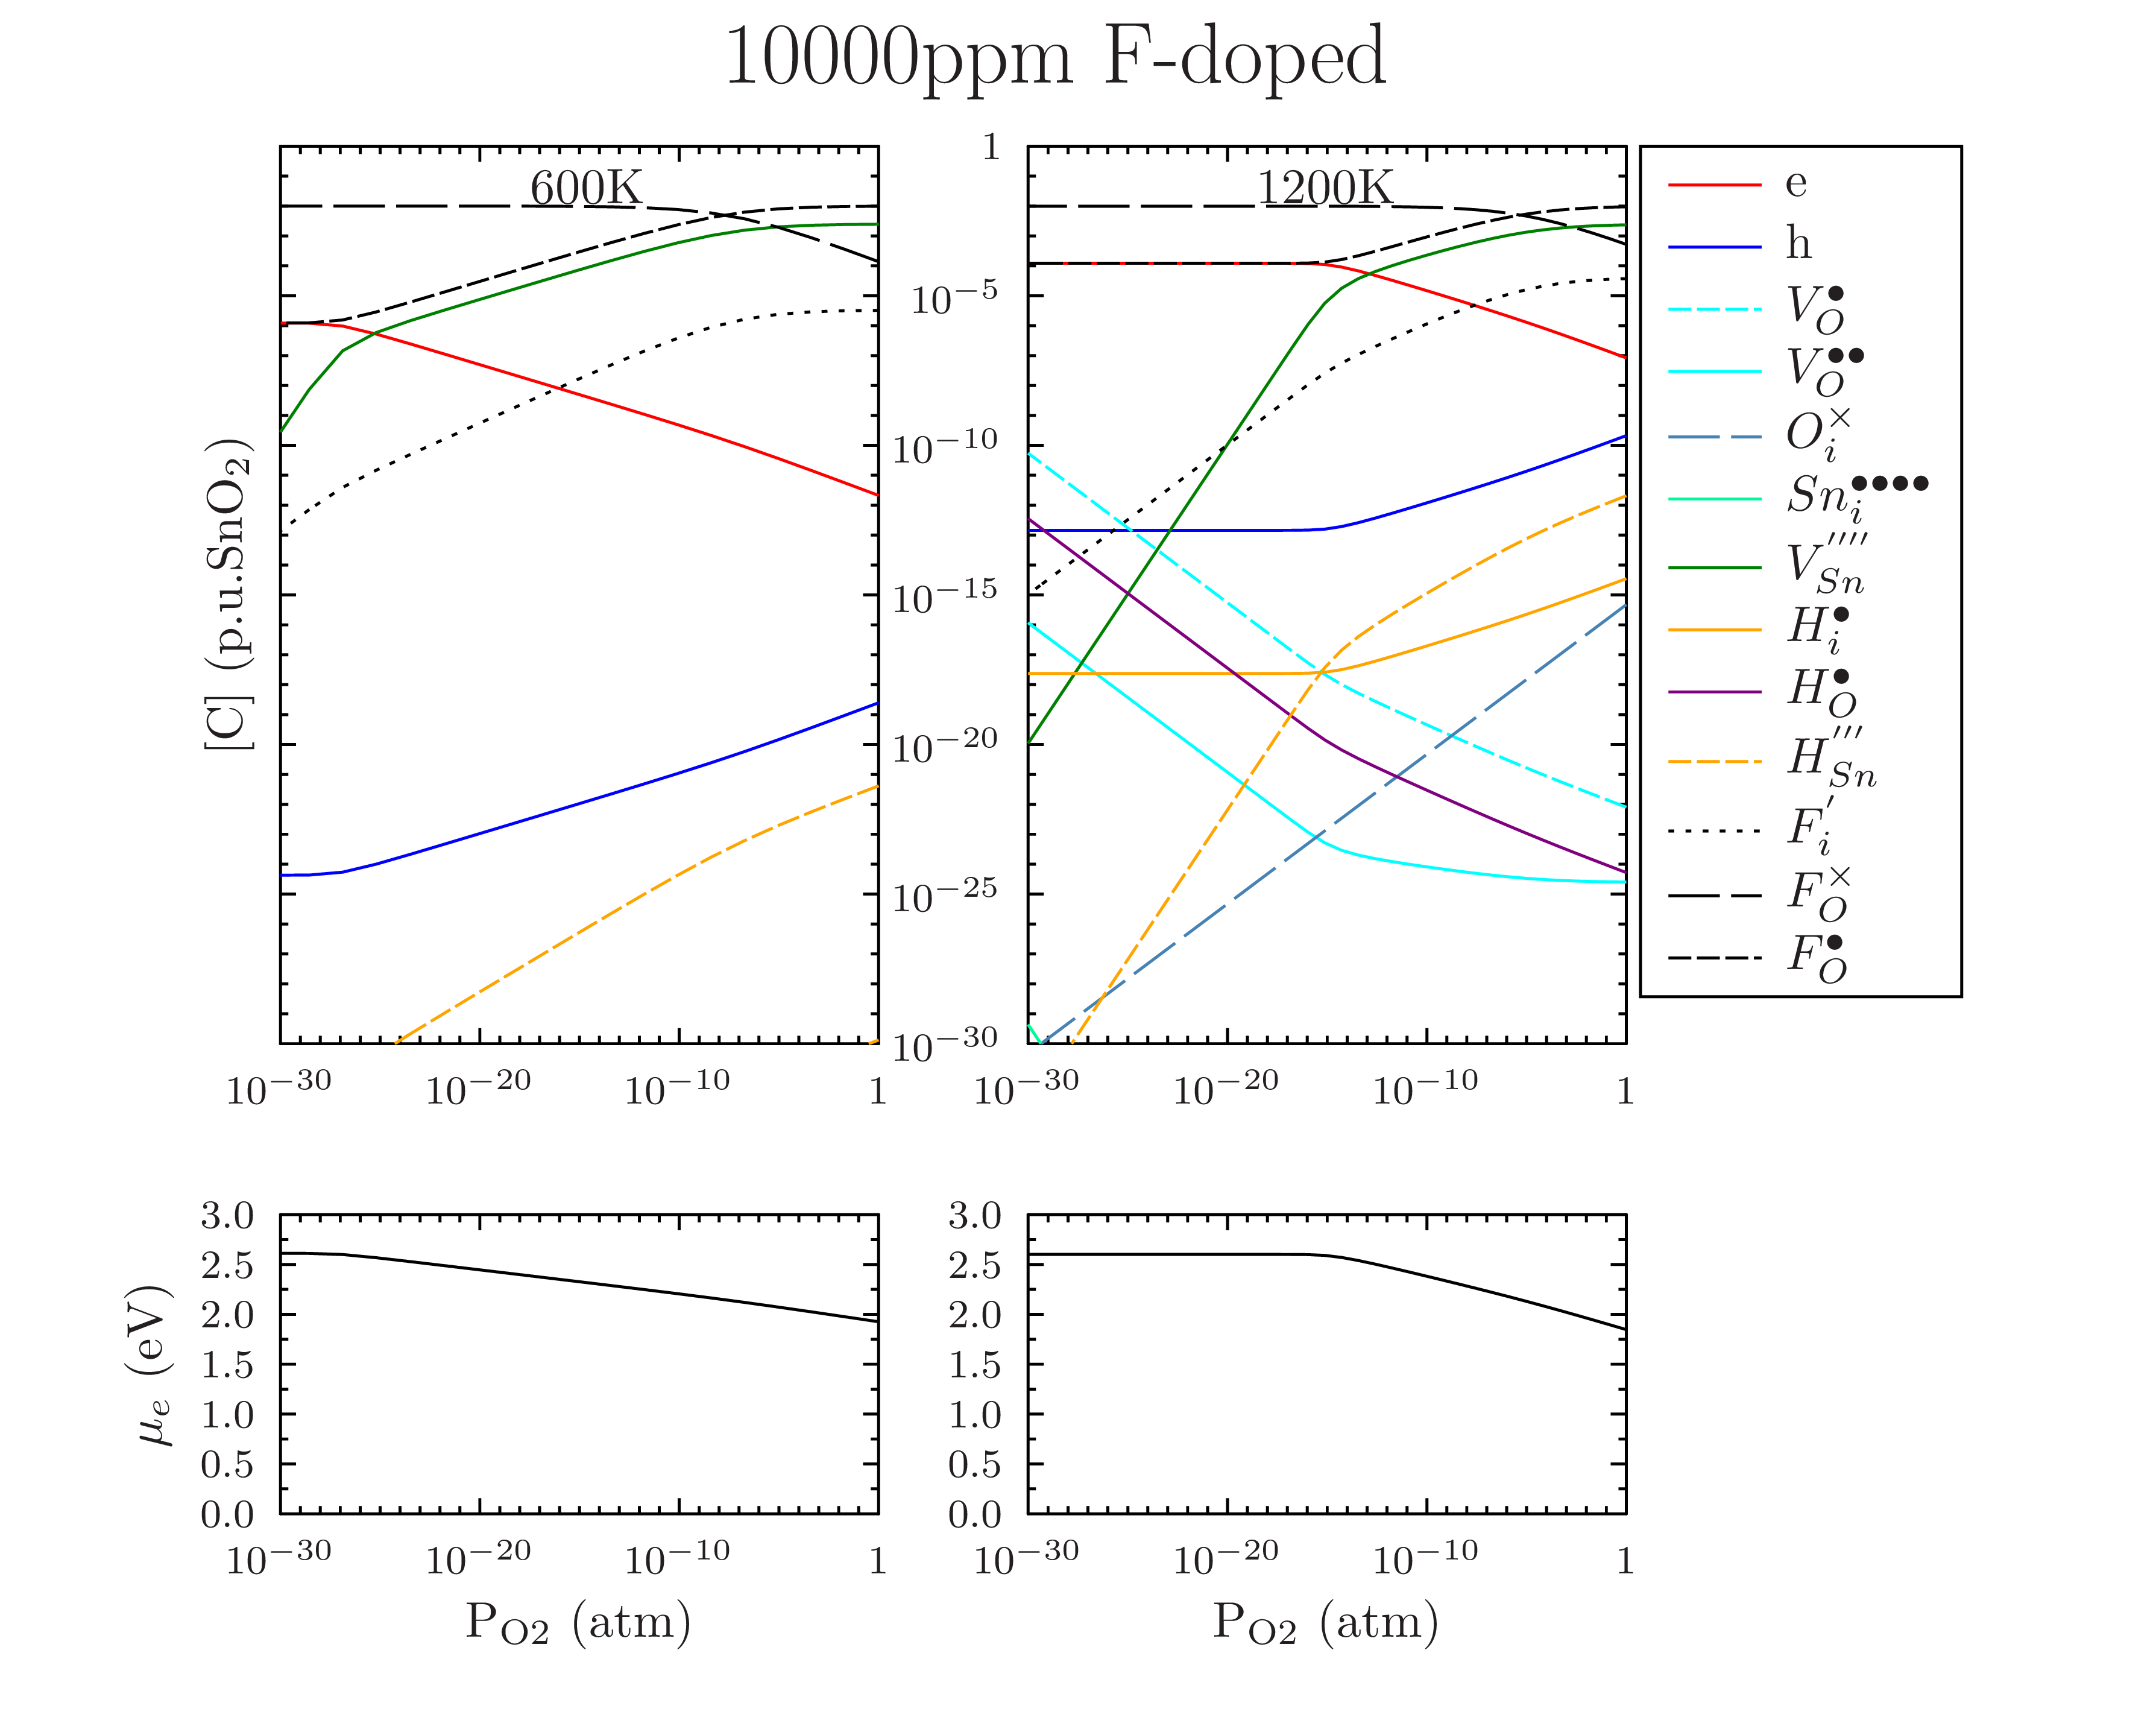 10000ppm F-doped
600K
1200K
[C] (p.u.SnO₂)
1
10⁻⁵
10⁻¹⁰
10⁻¹⁵
10⁻²⁰
10⁻²⁵
10⁻³⁰
10⁻³⁰ 10⁻²⁰ 10⁻¹⁰ 1
10⁻³⁰ 10⁻²⁰ 10⁻¹⁰ 1
e
h
V_O^●
V_O^●●
O_i^×
Sn_i^●●●●
V_Sn^′′′′
H_i^●
H_O^●
H_Sn^′′′
F_i^′
F_O^×
F_O^●
μₑ (eV)
3.0
2.5
2.0
1.5
1.0
0.5
0.0
10⁻³⁰ 10⁻²⁰ 10⁻¹⁰ 1
P_O2 (atm)
3.0
2.5
2.0
1.5
1.0
0.5
0.0
10⁻³⁰ 10⁻²⁰ 10⁻¹⁰ 1
P_O2 (atm)